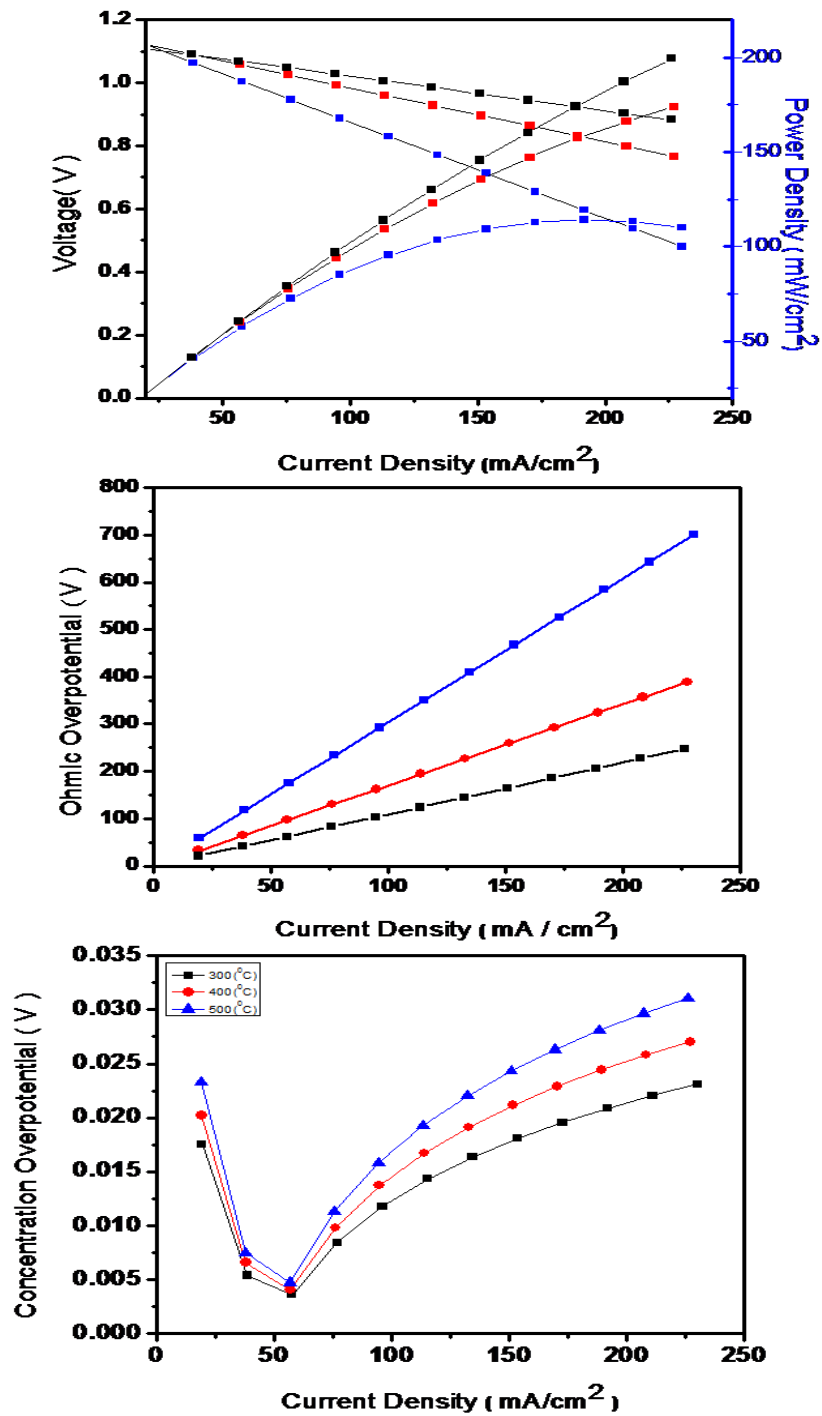 1.2
1.0
0.8
0.6
0.4
0.2
0.0
Voltage( V )
200
150
100
50
Power Density ( mW/cm²)
50 100 150 200 250
Current Density (mA/cm²)
800
700
600
500
400
300
200
100
0
Ohmic Overpotential ( V )
0 50 100 150 200 250
Current Density ( mA / cm²)
0.035
0.030
0.025
0.020
0.015
0.010
0.005
0.000
Concentration Overpotential ( V )
300(⁰C)
400(⁰C)
500(⁰C)
0 50 100 150 200 250
Current Density ( mA/cm²)